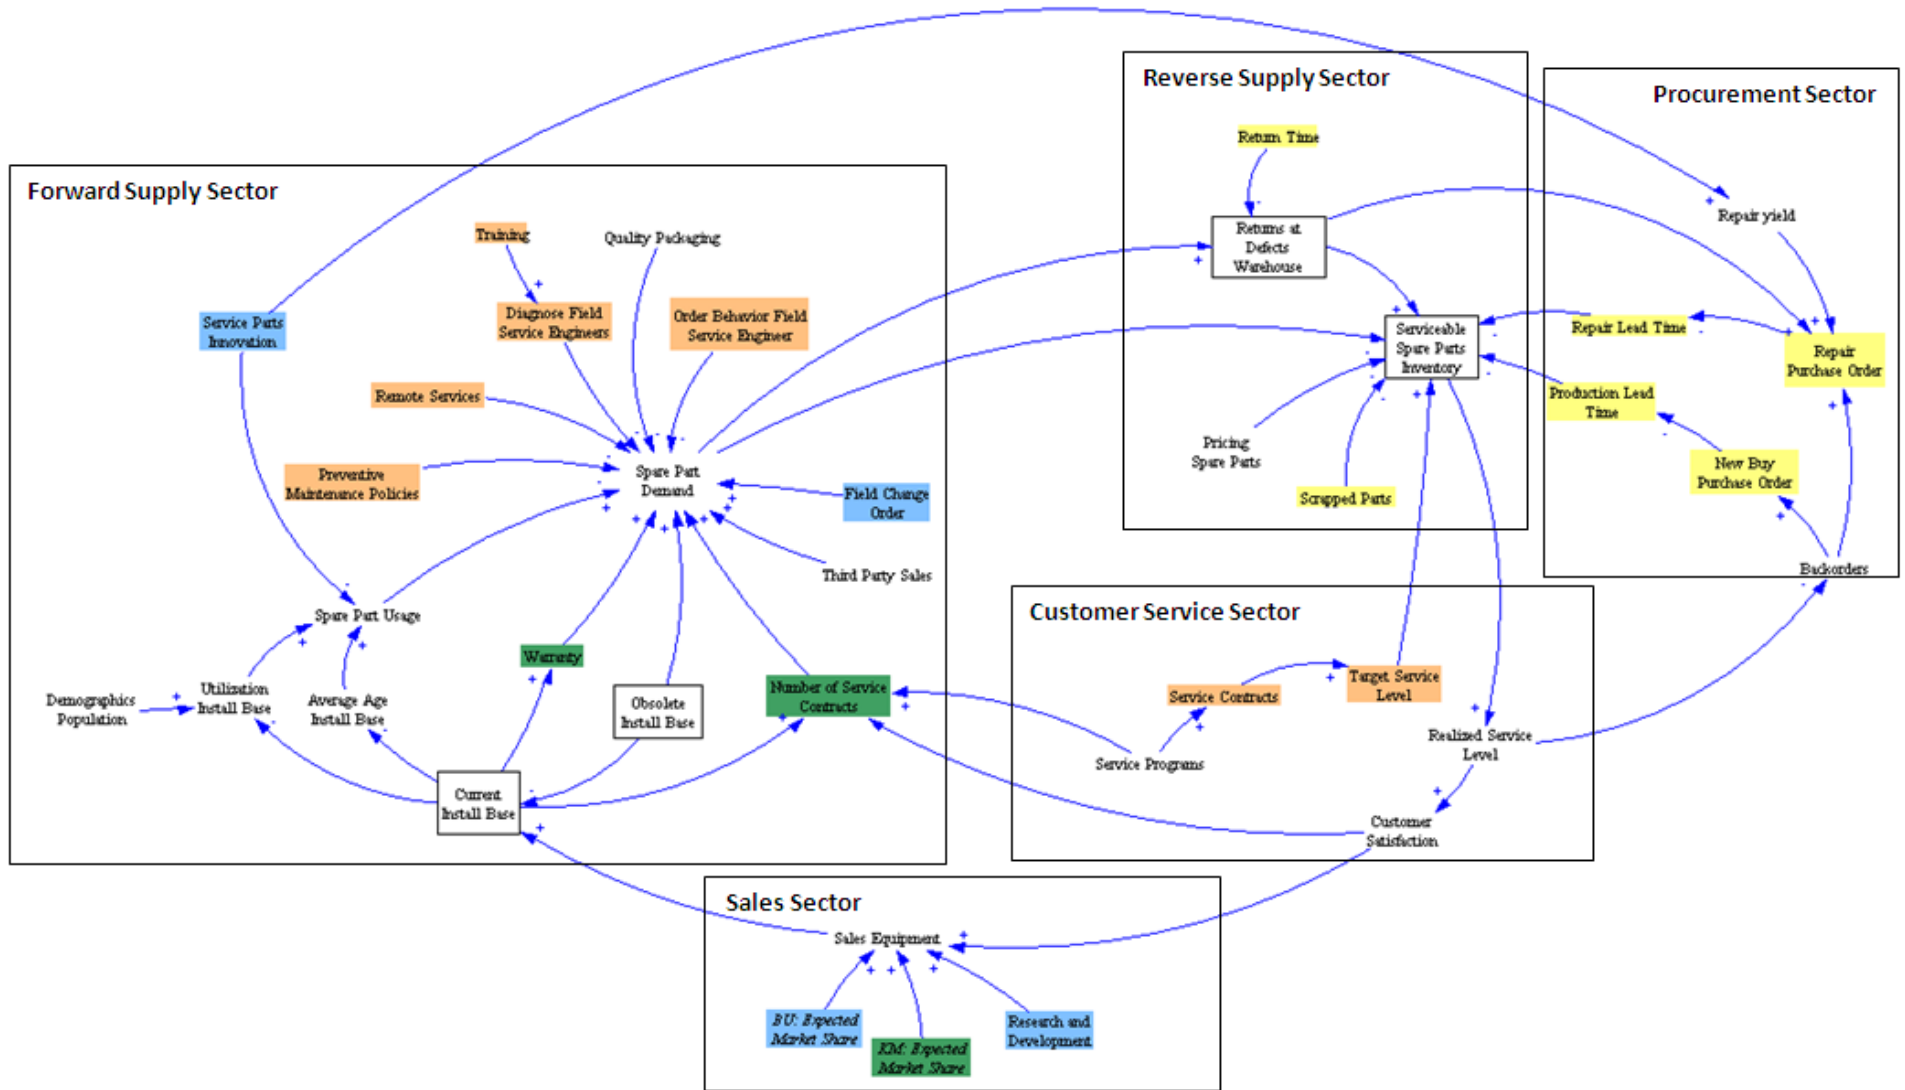 Reverse Supply Sector
Procurement Sector
Return Time
Forward Supply Sector
Repair yield
Training
Quality Packaging
Returns at
Defects
Warehouse
Service Parts
Innovation
Diagnose Field
Service Engineers
Order Behavior Field
Service Engineer
Serviceable
Spare Parts
Inventory
Repair Lead Time
Repair
Purchase Order
Remote Services
Production Lead
Time
Pricing
Spare Parts
Preventive
Maintenance Policies
Spare Part
Demand
Field Change
Order
Scrapped Parts
New Buy
Purchase Order
Third Party Sales
Backorders
Customer Service Sector
Spare Part Usage
Warranty
Demographics
Population
Utilization
Install Base
Average Age
Install Base
Obsolete
Install Base
Number of Service
Contracts
Service Contracts
Target Service
Level
Realized Service
Level
Service Programs
Current
Install Base
Customer
Satisfaction
Sales Sector
Sales Equipment
BU: Expected
Market Share
KM: Expected
Market Share
Research and
Development